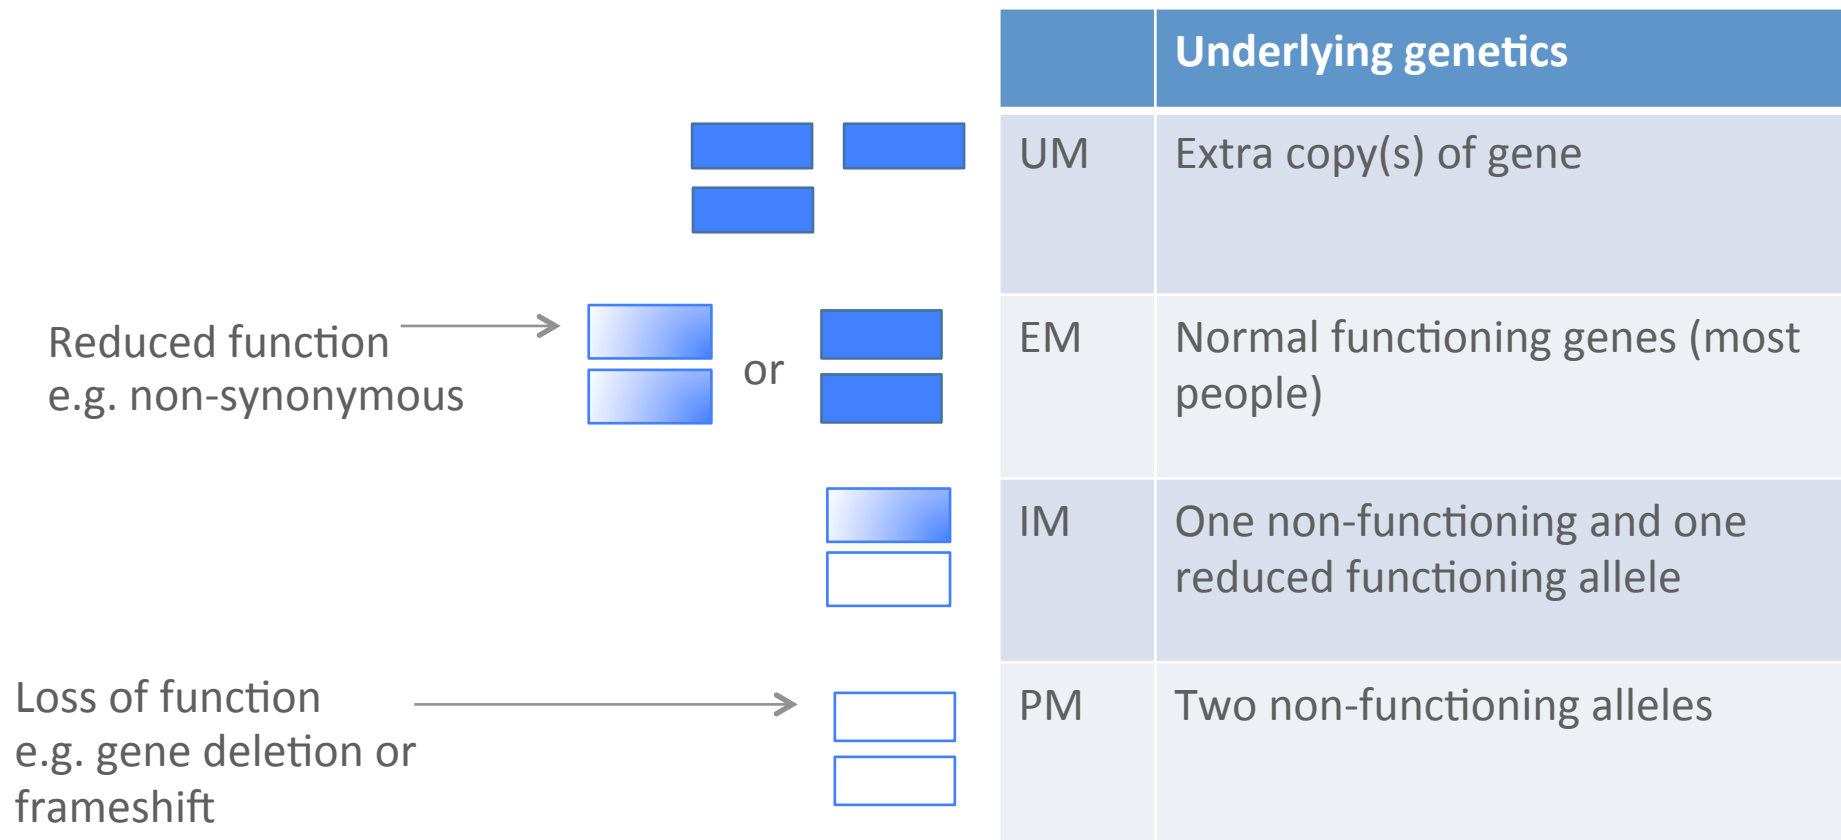 Underlying genetics
UM
Extra copy(s) of gene
Reduced function
e.g. non-synonymous
or
EM
Normal functioning genes (most
people)
IM
One non-functioning and one
reduced functioning allele
Loss of function
e.g. gene deletion or
frameshift
PM
Two non-functioning alleles